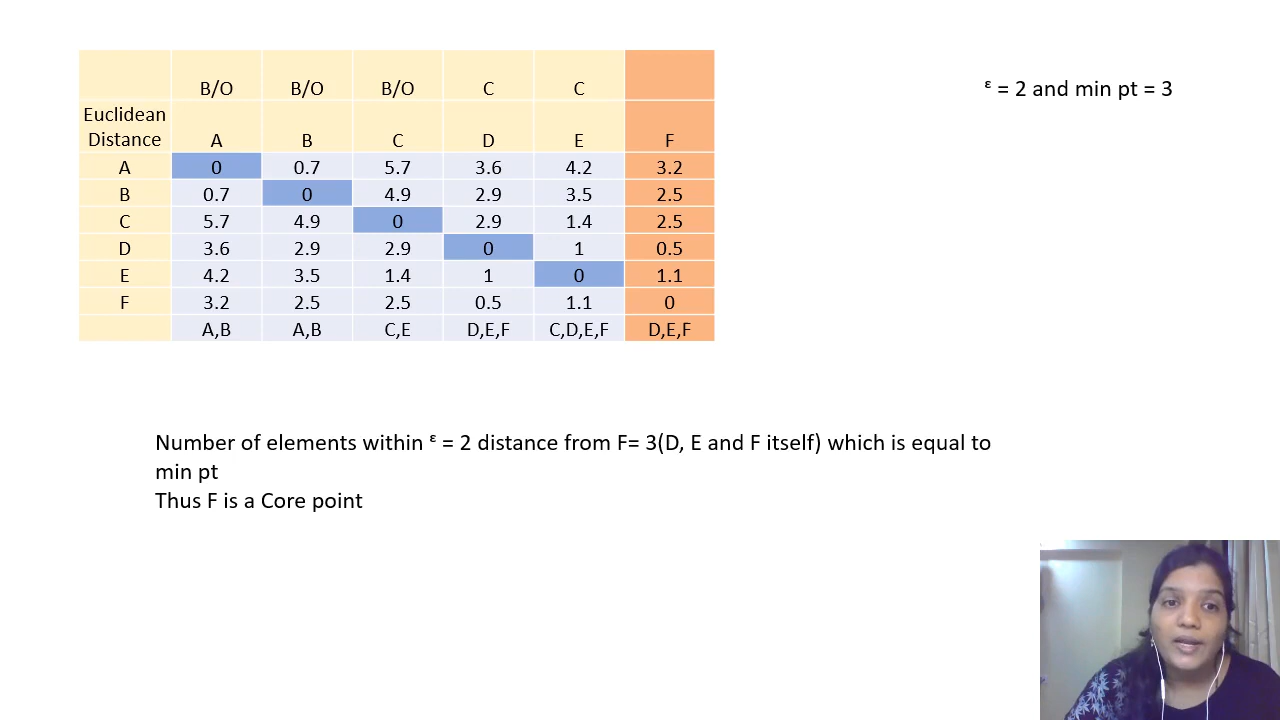 B/O B/O B/O C C
Euclidean
Distance A B C D E F
A 0 0.7 5.7 3.6 4.2 3.2
B 0.7 0 4.9 2.9 3.5 2.5
C 5.7 4.9 0 2.9 1.4 2.5
D 3.6 2.9 2.9 0 1 0.5
E 4.2 3.5 1.4 1 0 1.1
F 3.2 2.5 2.5 0.5 1.1 0
A,B A,B C,E D,E,F C,D,E,F D,E,F
ε = 2 and min pt = 3
Number of elements within ε = 2 distance from F= 3(D, E and F itself) which is equal to
min pt
Thus F is a Core point